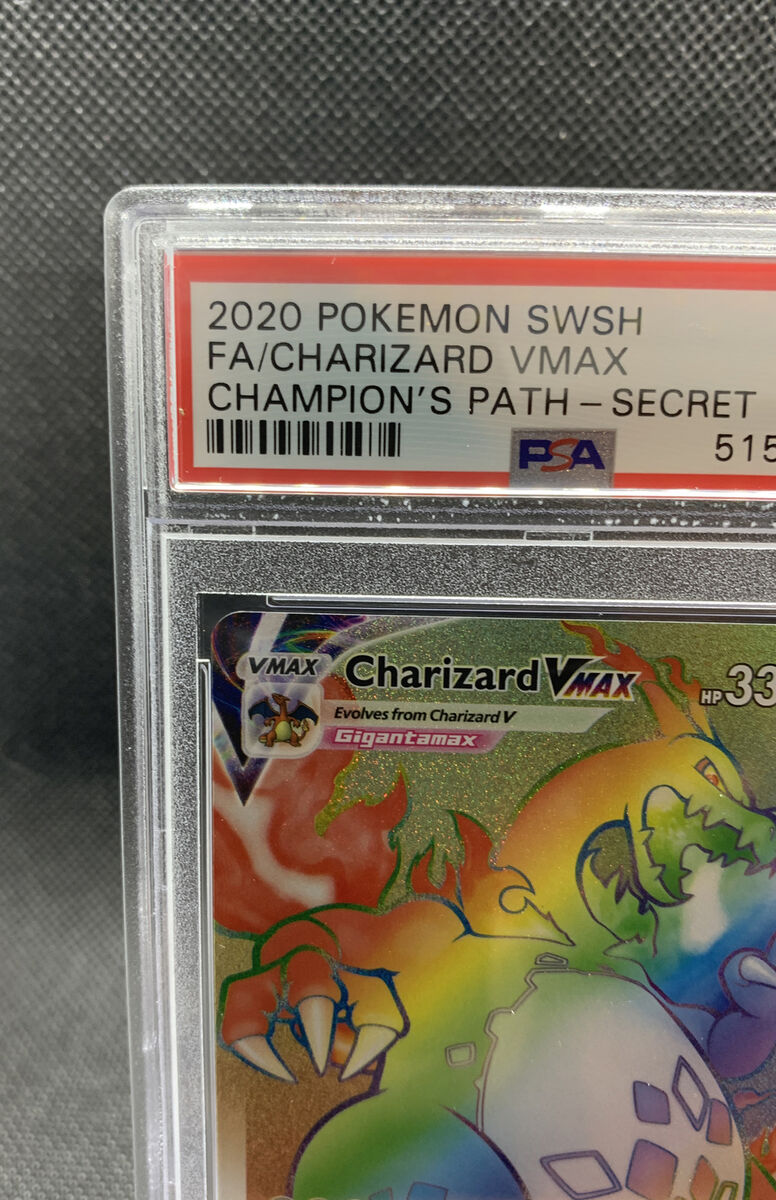 2020 POKEMON SWSH
FA/CHARIZARD VMAX
CHAMPION'S PATH – SECRET
PSA 515
VMAX Charizard VMAX HP 33
Evolves from Charizard V
Gigantamax